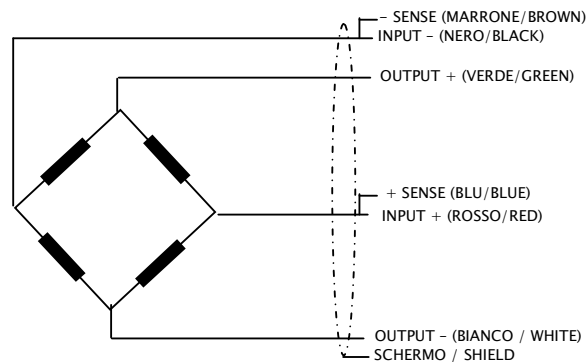 – SENSE (MARRONE/BROWN)
INPUT – (NERO/BLACK)
OUTPUT + (VERDE/GREEN)
+ SENSE (BLU/BLUE)
INPUT + (ROSSO/RED)
OUTPUT – (BIANCO / WHITE)
SCHERMO / SHIELD